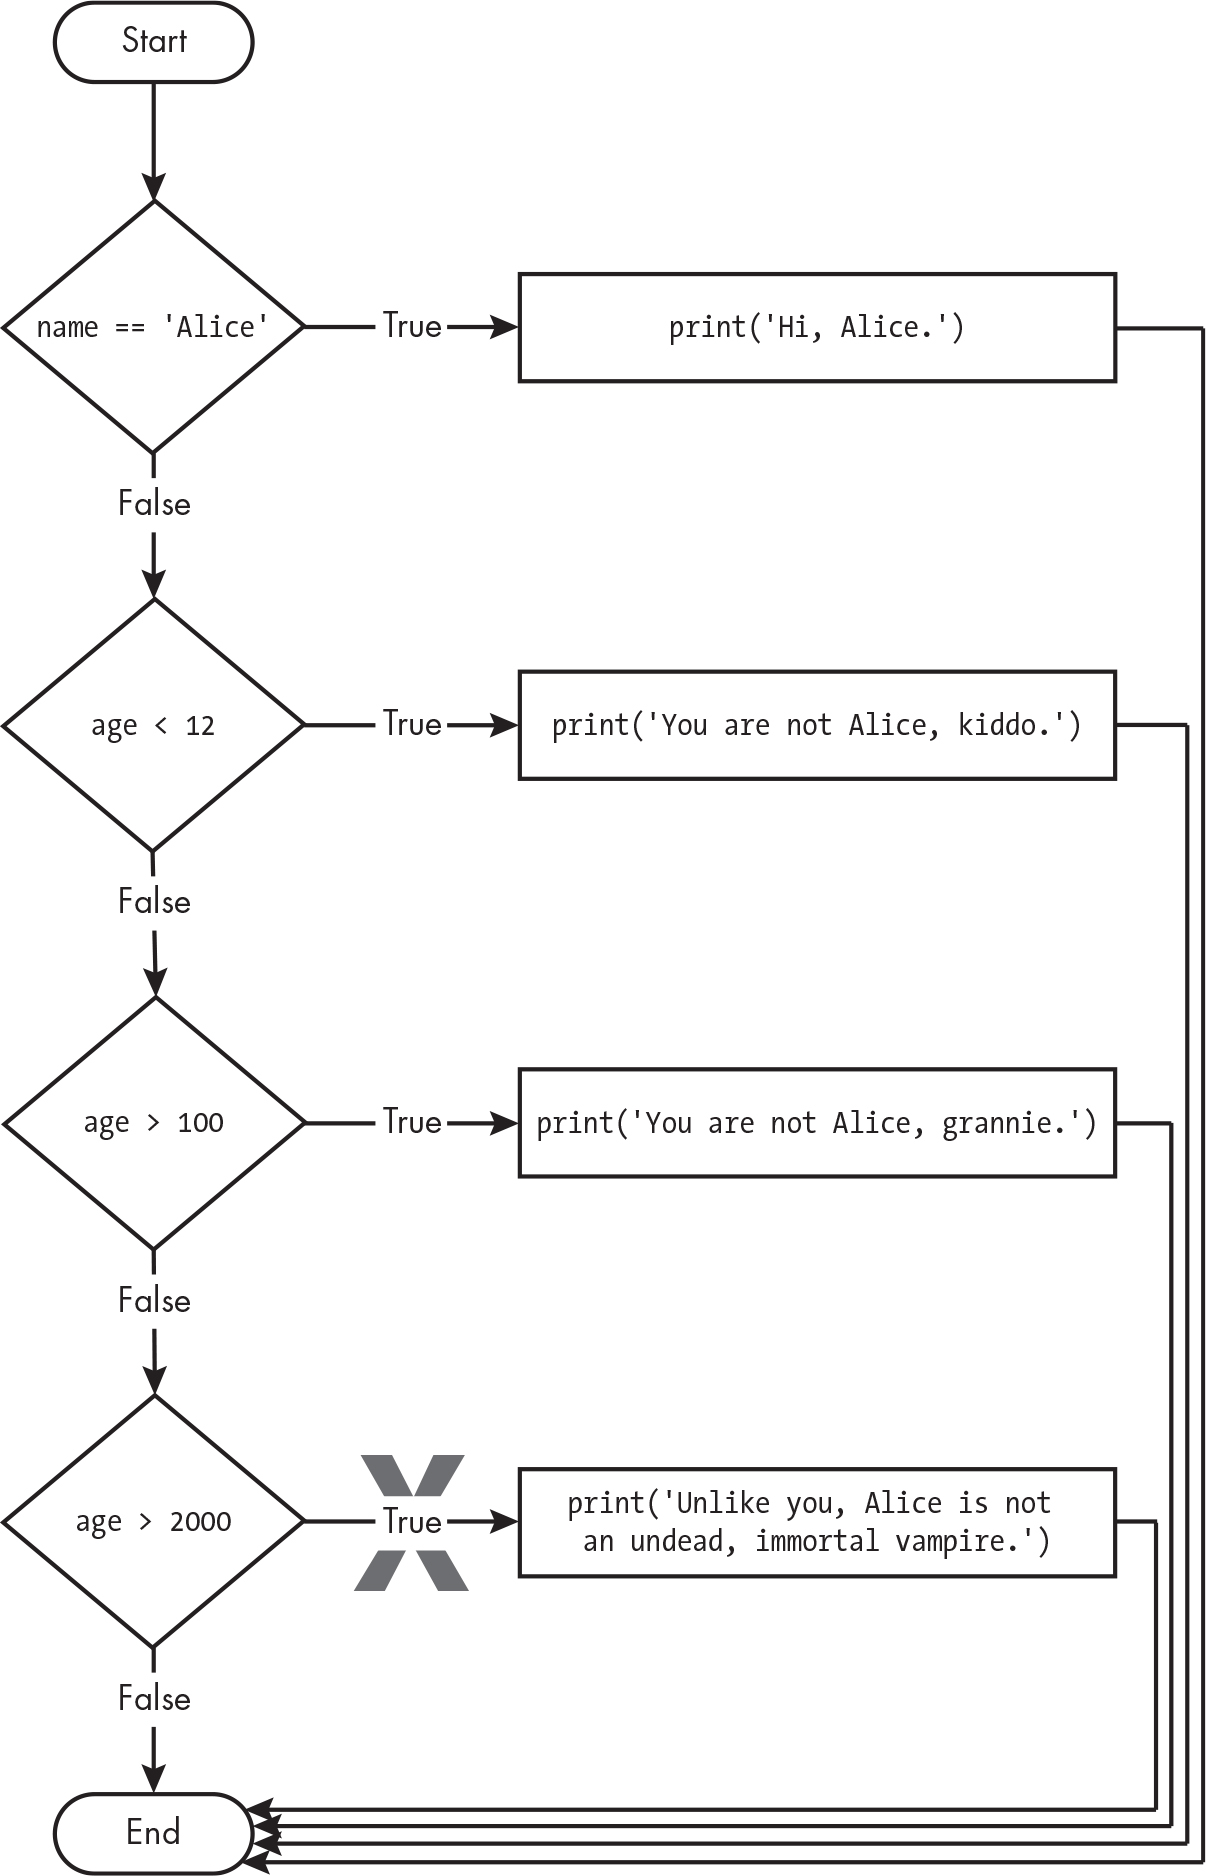 Start
name == 'Alice'
True
print('Hi, Alice.')
False
age < 12
True
print('You are not Alice, kiddo.')
False
age > 100
True
print('You are not Alice, grannie.')
False
age > 2000
X
True
print('Unlike you, Alice is not
an undead, immortal vampire.')
False
End